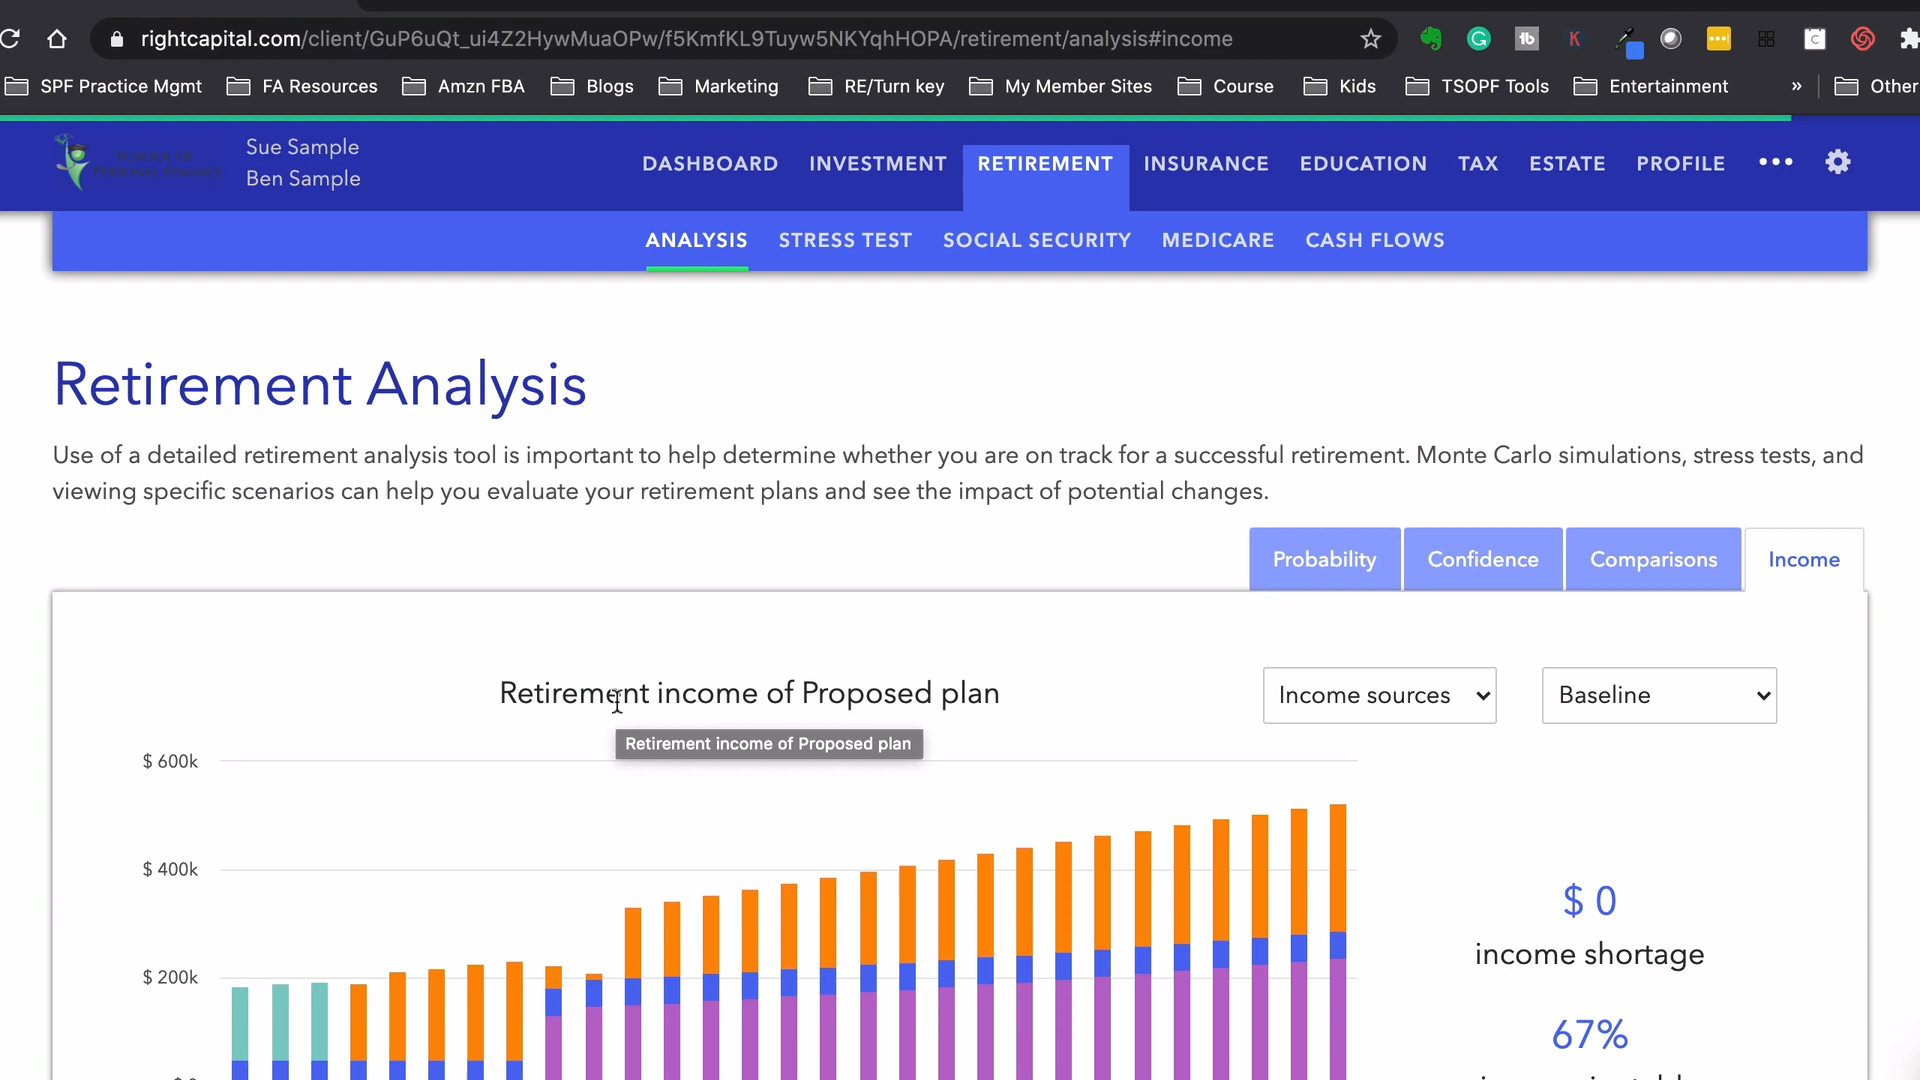 rightcapital.com/client/GuP6uQt_ui4Z2HywMuaOPw/f5KmfKL9Tuyw5NKYqhHOPA/retirement/analysis#income
SPF Practice Mgmt FA Resources Amzn FBA Blogs Marketing RE/Turn key My Member Sites Course Kids TSOPF Tools Entertainment » Other
Sue Sample
Ben Sample
DASHBOARD INVESTMENT RETIREMENT INSURANCE EDUCATION TAX ESTATE PROFILE
ANALYSIS STRESS TEST SOCIAL SECURITY MEDICARE CASH FLOWS
Retirement Analysis
Use of a detailed retirement analysis tool is important to help determine whether you are on track for a successful retirement. Monte Carlo simulations, stress tests, and
viewing specific scenarios can help you evaluate your retirement plans and see the impact of potential changes.
Probability Confidence Comparisons Income
Retirement income of Proposed plan
Income sources
Baseline
Retirement income of Proposed plan
$ 600k
$ 400k
$ 200k
$ 0
income shortage
67%